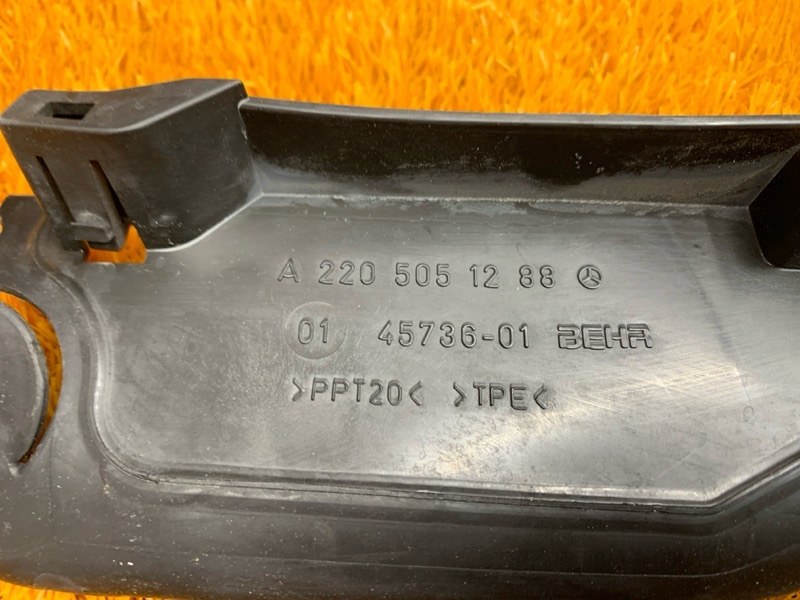 A 220 505 12 88
01 45736-01 BEHR
>PPT20< >TPE<